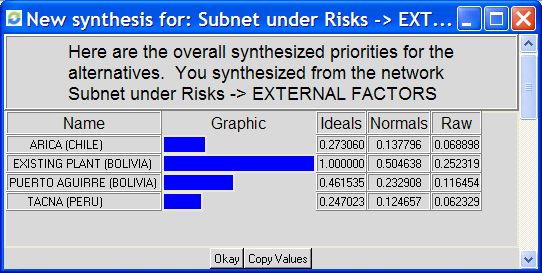 New synthesis for: Subnet under Risks -> EXT...
Here are the overall synthesized priorities for the
alternatives. You synthesized from the network
Subnet under Risks -> EXTERNAL FACTORS
Name Graphic Ideals Normals Raw
ARICA (CHILE) 0.273060 0.137796 0.068898
EXISTING PLANT (BOLIVIA) 1.000000 0.504638 0.252319
PUERTO AGUIRRE (BOLIVIA) 0.461535 0.232908 0.116454
TACNA (PERU) 0.247023 0.124657 0.062329
Okay Copy Values